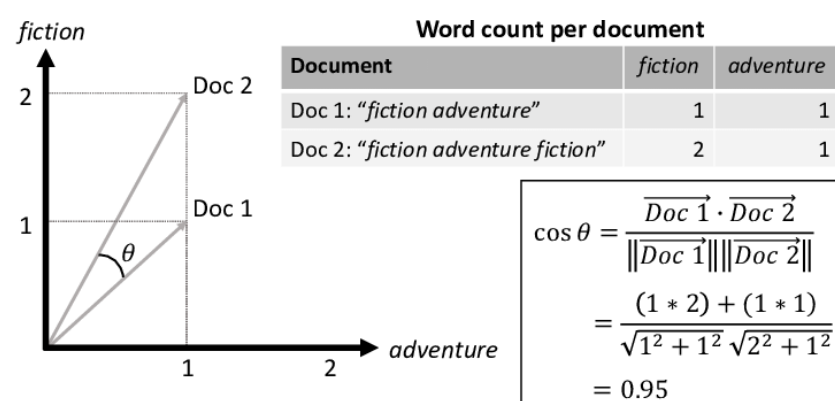 fiction
2
Doc 2
1
Doc 1
θ
1
2
adventure
Word count per document
Document fiction adventure
Doc 1: “fiction adventure” 1 1
Doc 2: “fiction adventure fiction” 2 1
cos θ = Doc 1 · Doc 2 / ‖Doc 1‖‖Doc 2‖
= (1 * 2) + (1 * 1) / √1² + 1² √2² + 1²
= 0.95